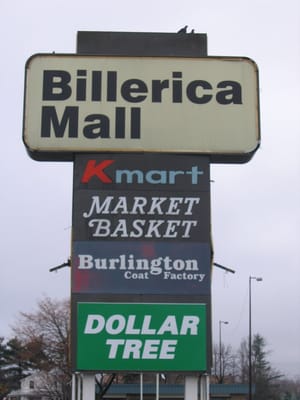 Billerica
Mall
Kmart
MARKET
BASKET
Burlington
Coat Factory
DOLLAR
TREE